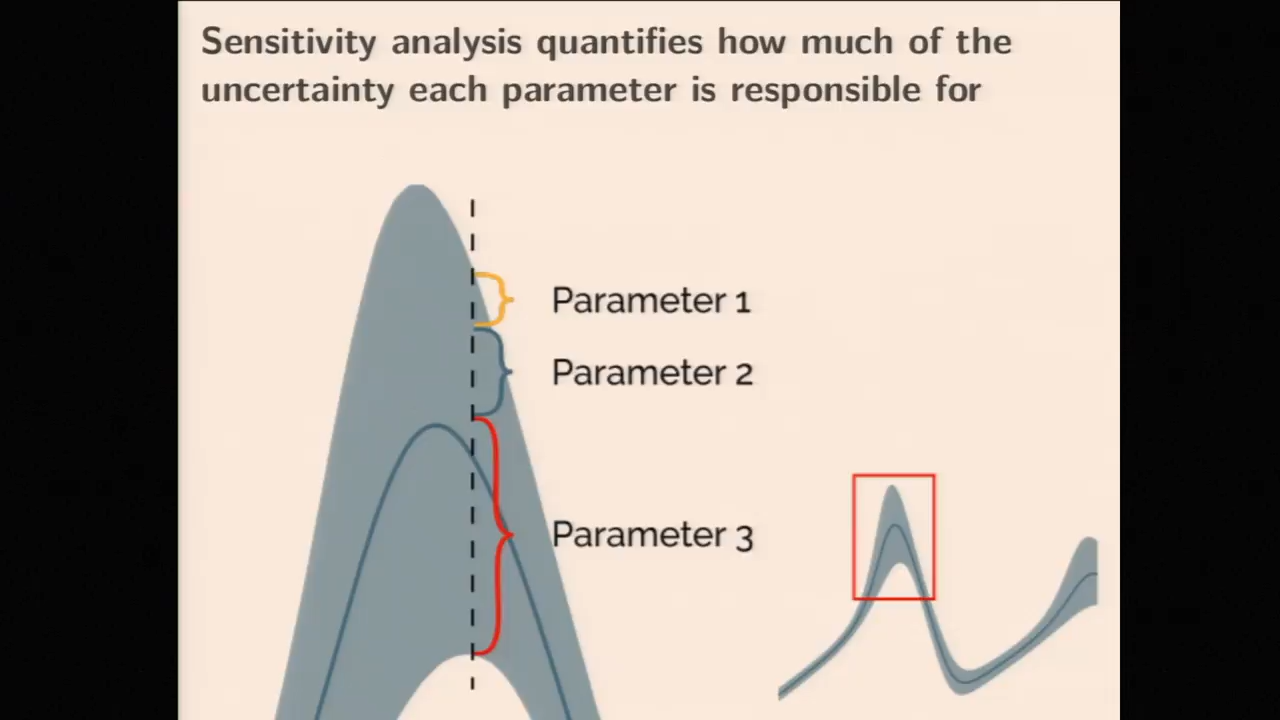 Sensitivity analysis quantifies how much of the
uncertainty each parameter is responsible for
Parameter 1
Parameter 2
Parameter 3